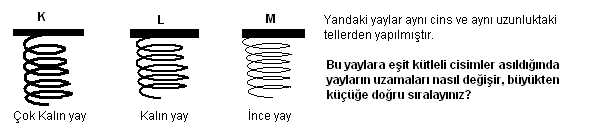 K L M
Çok Kalın yay Kalın yay İnce yay
Yandaki yaylar aynı cins ve aynı uzunluktaki
tellerden yapılmıştır.
Bu yaylara eşit kütleli cisimler asıldığında
yayların uzamaları nasıl değişir, büyükten
küçüğe doğru sıralayınız?